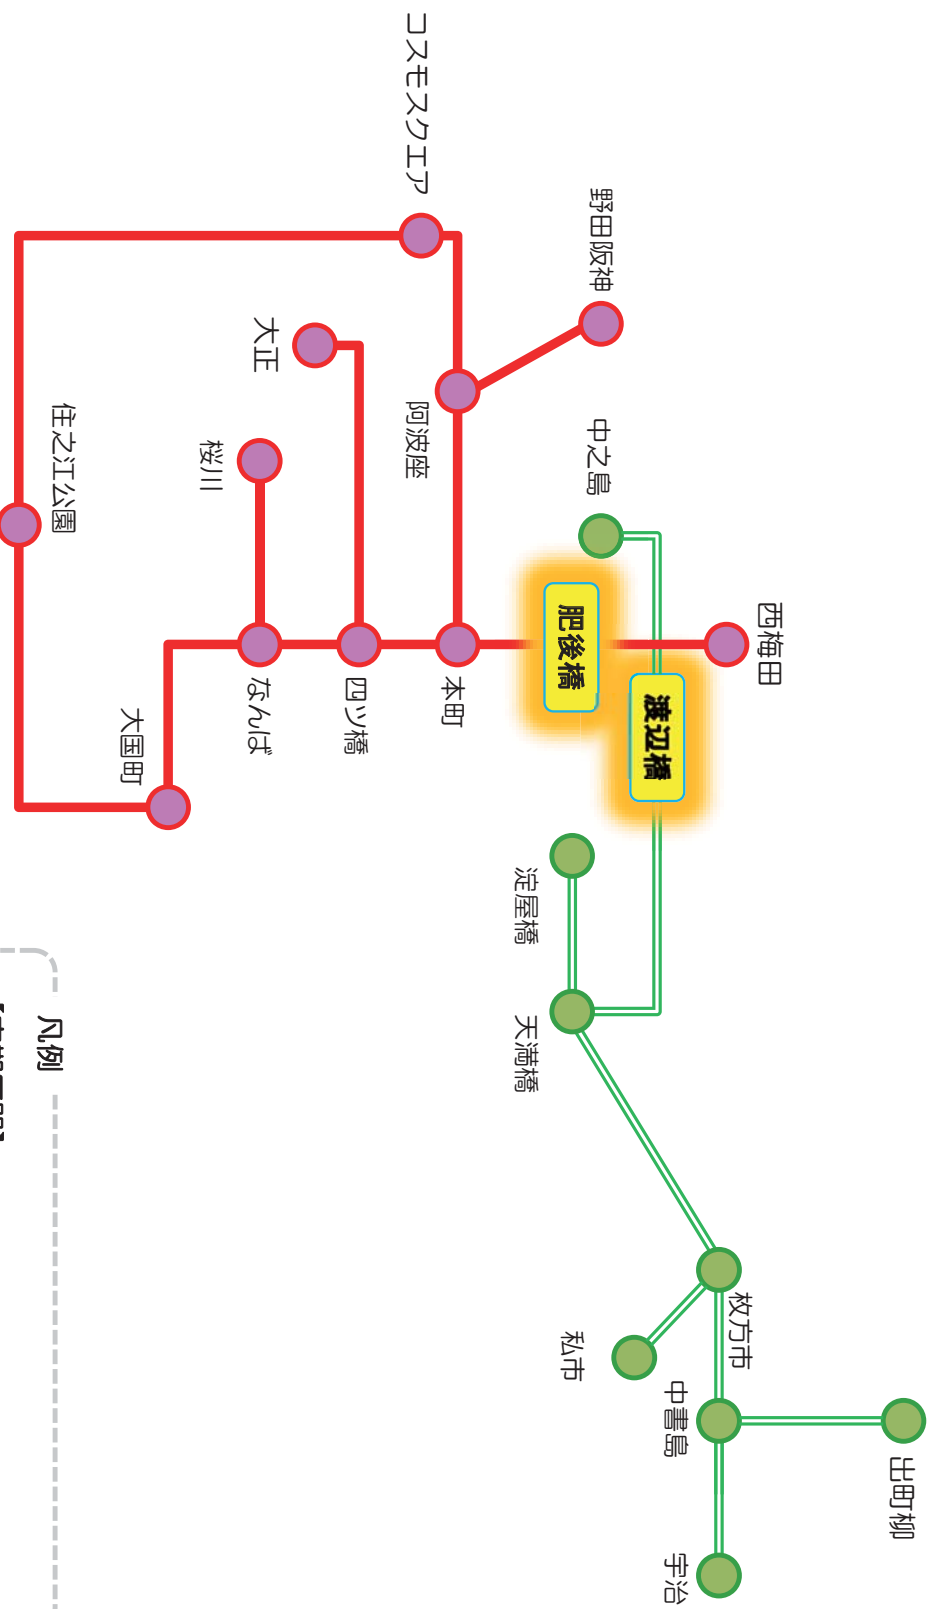 コスモスクエア
野田阪神
大正
阿波座
中之島
桜川
住之江公園
肥後橋
西梅田
渡辺橋
本町
四ツ橋
なんば
大国町
淀屋橋
天満橋
枚方市
私市
中書島
出町柳
宇治
凡例